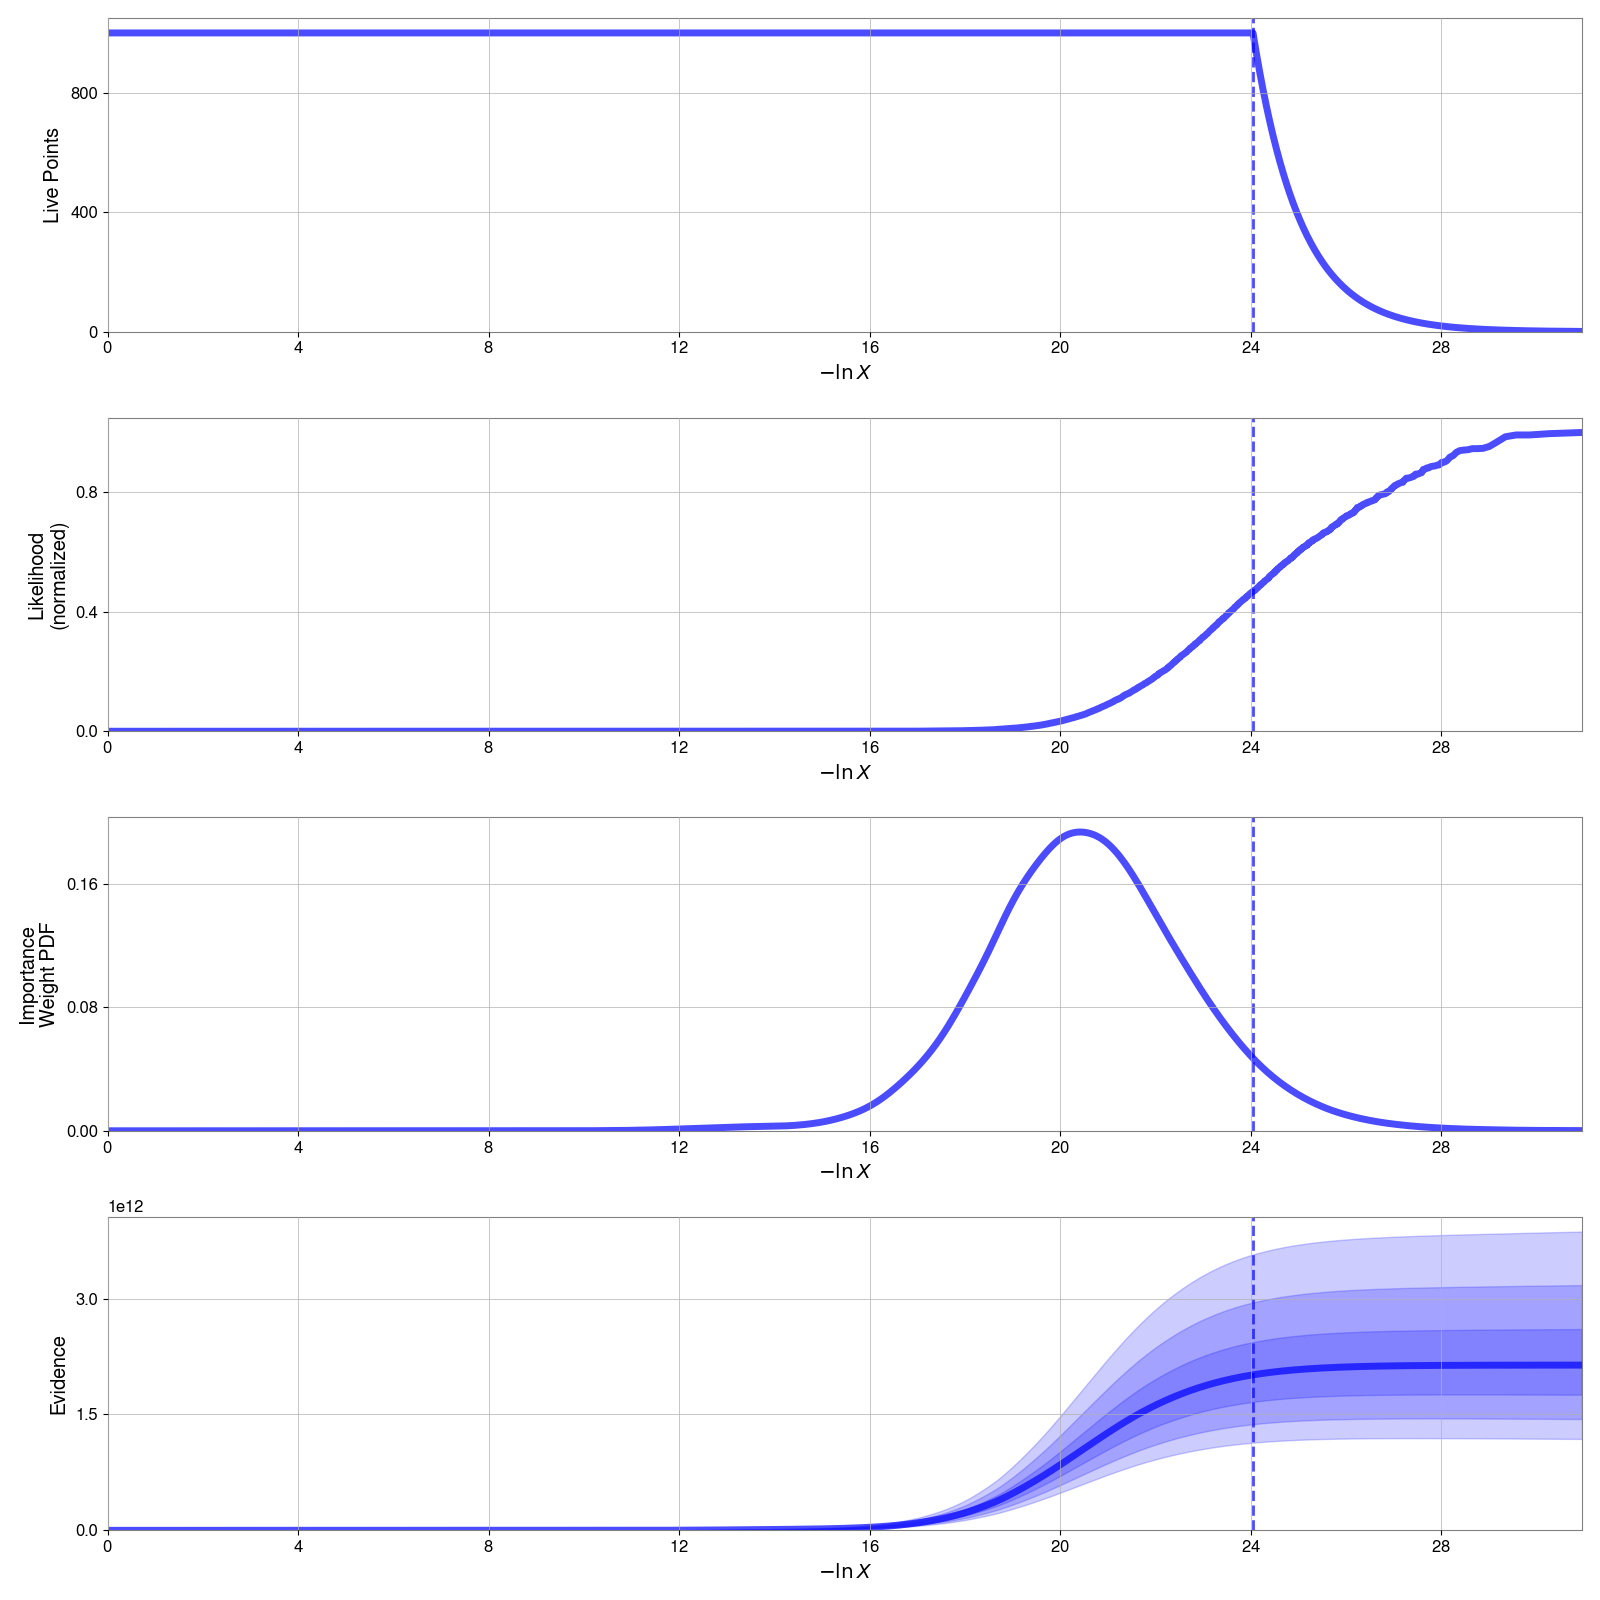 800
400
0
Live Points
0 4 8 12 16 20 24 28
−ln X
0.8
0.4
0.0
Likelihood
(normalized)
0 4 8 12 16 20 24 28
−ln X
0.16
0.08
0.00
Importance
Weight PDF
0 4 8 12 16 20 24 28
−ln X
1e12
3.0
1.5
0.0
Evidence
0 4 8 12 16 20 24 28
−ln X